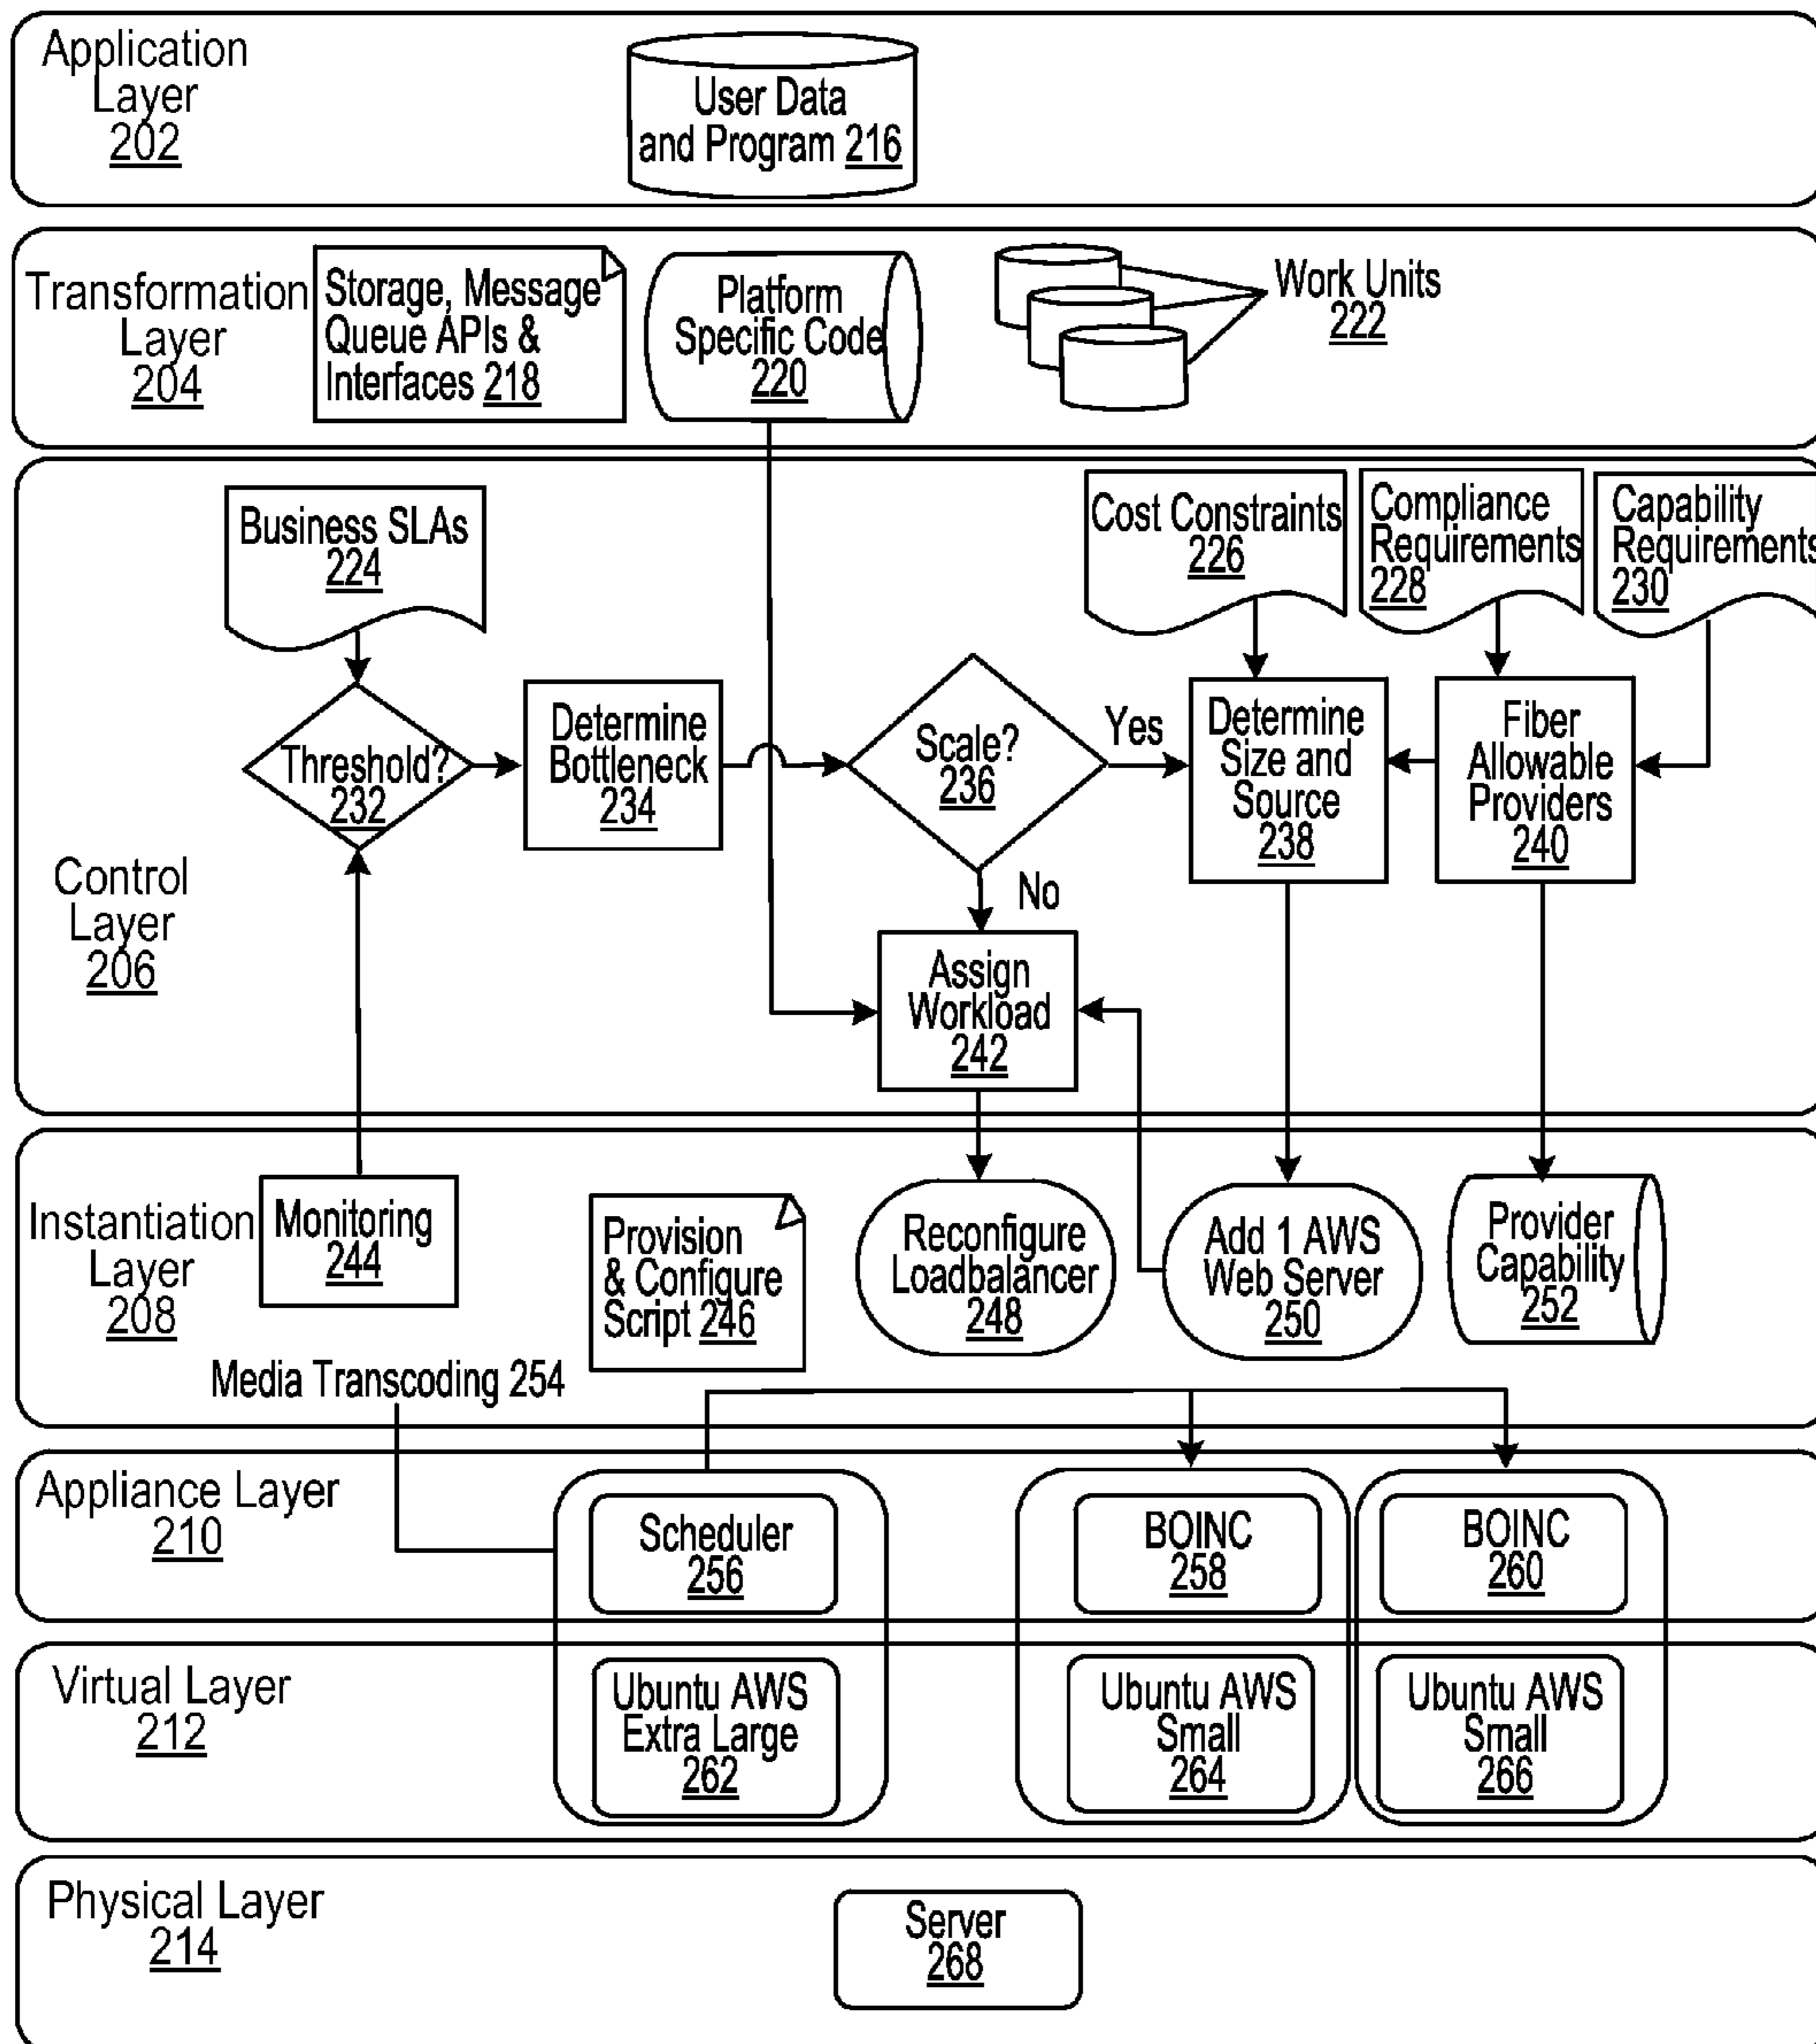 Application
Layer
202
User Data
and Program 216
Transformation
Layer
204
Storage, Message
Queue APIs &
Interfaces 218
Platform
Specific Code
220
Work Units
222
Business SLAs
224
Cost Constraints
226
Compliance
Requirements
228
Capability
Requirements
230
Threshold?
232
Determine
Bottleneck
234
Scale?
236
Yes
Determine
Size and
Source
238
Fiber
Allowable
Providers
240
No
Control
Layer
206
Assign
Workload
242
Instantiation
Layer
208
Monitoring
244
Provision
& Configure
Script 246
Reconfigure
Loadbalancer
248
Add 1 AWS
Web Server
250
Provider
Capability
252
Media Transcoding 254
Appliance Layer
210
Scheduler
256
BOINC
258
BOINC
260
Virtual Layer
212
Ubuntu AWS
Extra Large
262
Ubuntu AWS
Small
264
Ubuntu AWS
Small
266
Physical Layer
214
Server
268